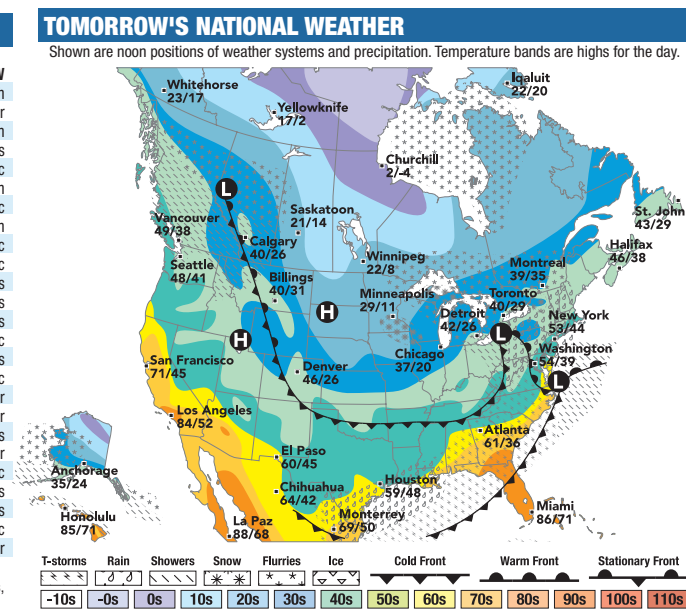 TOMORROW'S NATIONAL WEATHER
Shown are noon positions of weather systems and precipitation. Temperature bands are highs for the day.
Iqaluit
22/20
Whitehorse
23/17
Yellowknife
17/2
Churchill
2/-4
L
St. John
43/29
Saskatoon
21/14
Vancouver
49/38
Calgary
40/26
Halifax
46/38
Winnipeg
22/8
Montreal
39/35
Seattle
48/41
Billings
40/31
Minneapolis
29/11
Toronto
40/29
H
Detroit
42/26
New York
53/44
L
H
Chicago
37/20
Washington
54/39
San Francisco
71/45
Denver
46/26
L
Los Angeles
84/52
Atlanta
61/36
El Paso
60/45
Anchorage
35/24
Chihuahua
64/42
Houston
59/48
Miami
86/71
Honolulu
85/71
La Paz
88/68
Monterrey
69/50
T-storms Rain Showers Snow Flurries Ice Cold Front Warm Front Stationary Front
-10s -0s 0s 10s 20s 30s 40s 50s 60s 70s 80s 90s 100s 110s